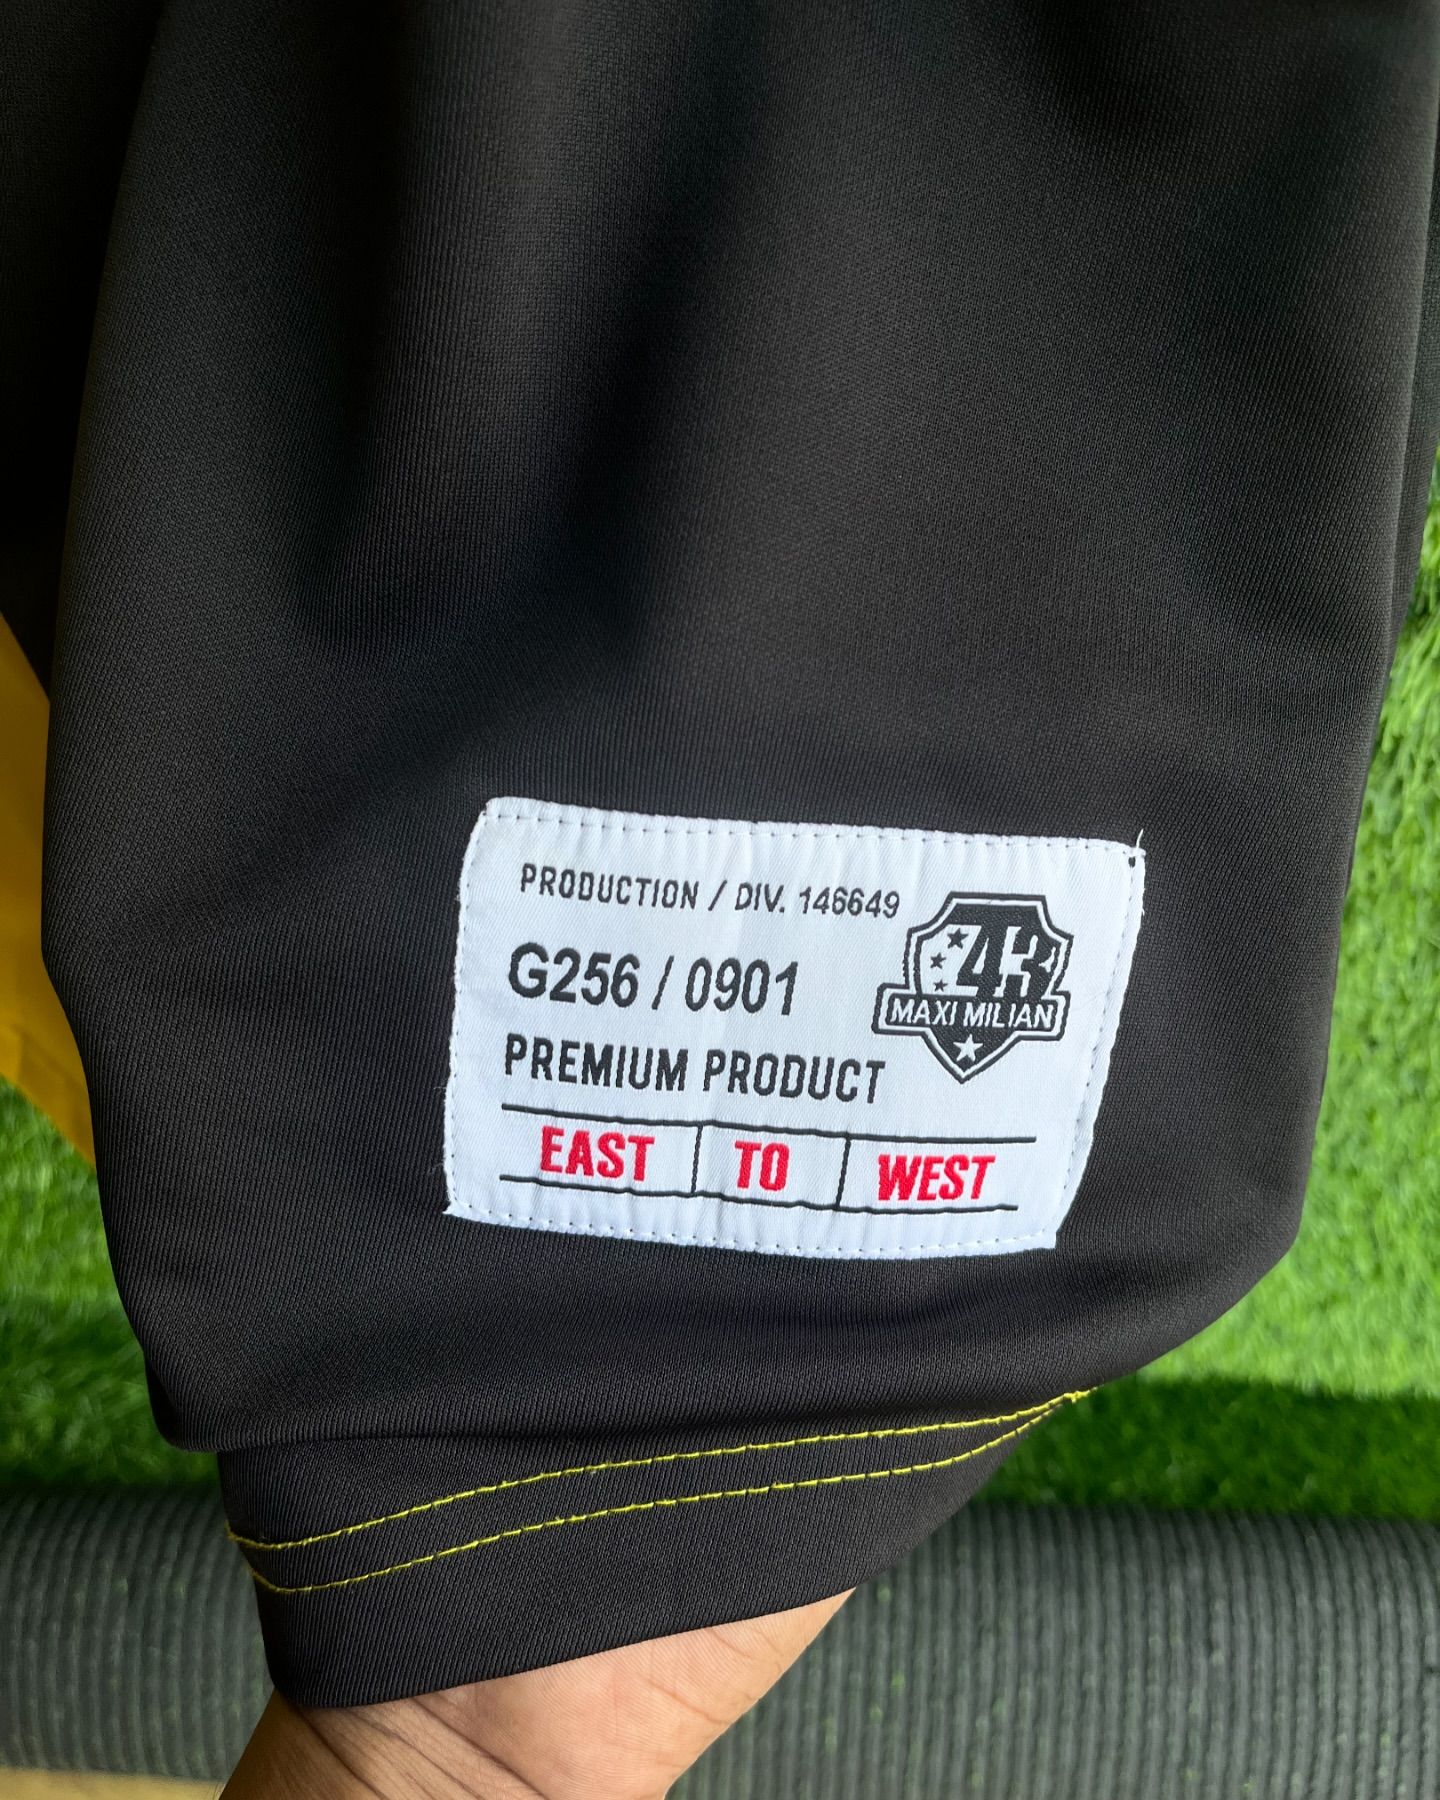 PRODUCTION / DIV. 146649
G256 / 0901
PREMIUM PRODUCT
43
MAXI MILIAN
EAST TO WEST